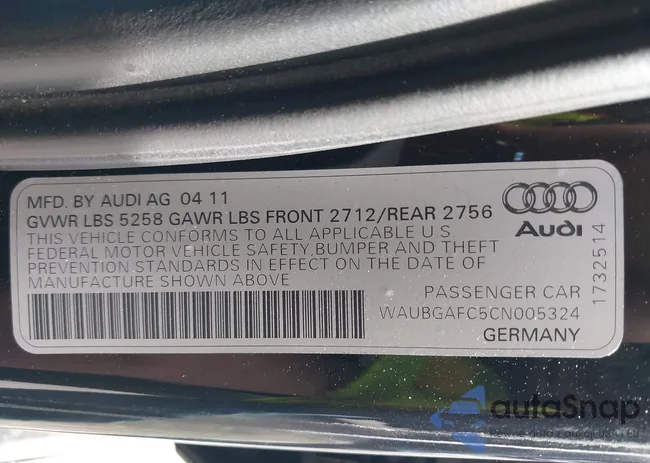 MFD. BY AUDI AG 04 11
GVWR LBS 5258 GAWR LBS FRONT 2712/REAR 2756
THIS VEHICLE CONFORMS TO ALL APPLICABLE U.S.
FEDERAL MOTOR VEHICLE SAFETY, BUMPER AND THEFT
PREVENTION STANDARDS IN EFFECT ON THE DATE OF
MANUFACTURE SHOWN ABOVE
Audi
1732514
PASSENGER CAR
WAUBGAFC5CN005324
GERMANY
autoSnap